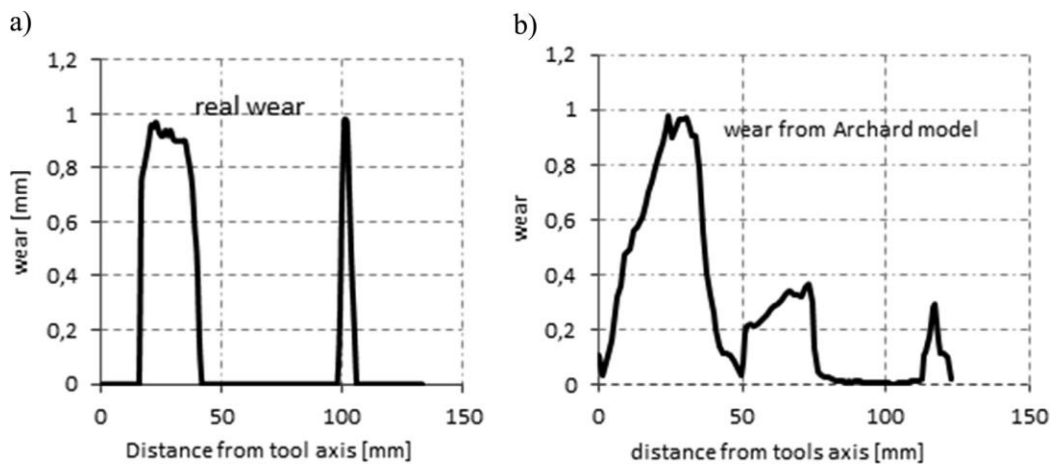 a)
1,2
1
0,8
0,6
0,4
0,2
0
wear [mm]
real wear
0
50
100
150
Distance from tool axis [mm]
b)
1,2
1
0,8
0,6
0,4
0,2
0
wear
wear from Archard model
0
50
100
150
distance from tools axis [mm]